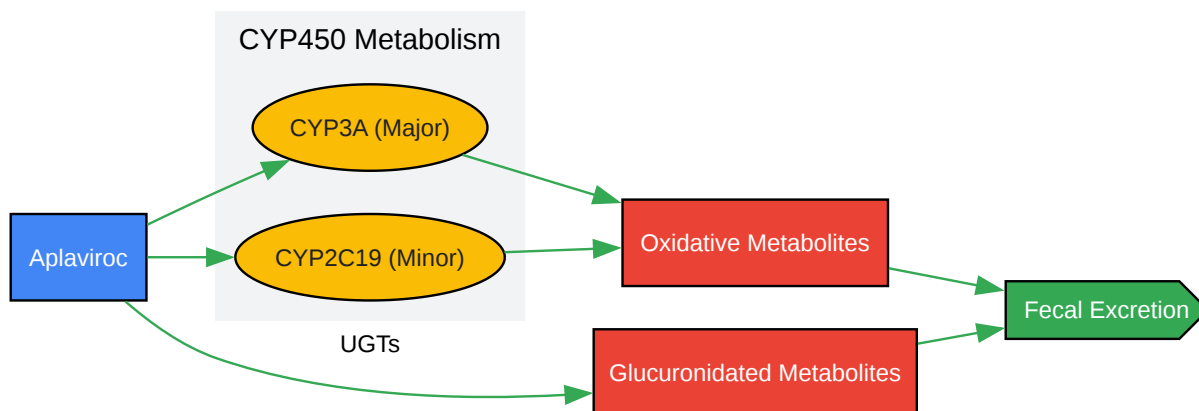 CYP450 Metabolism
CYP3A (Major)
Aplaviroc
CYP2C19 (Minor)
Oxidative Metabolites
Fecal Excretion
UGTs
Glucuronidated Metabolites